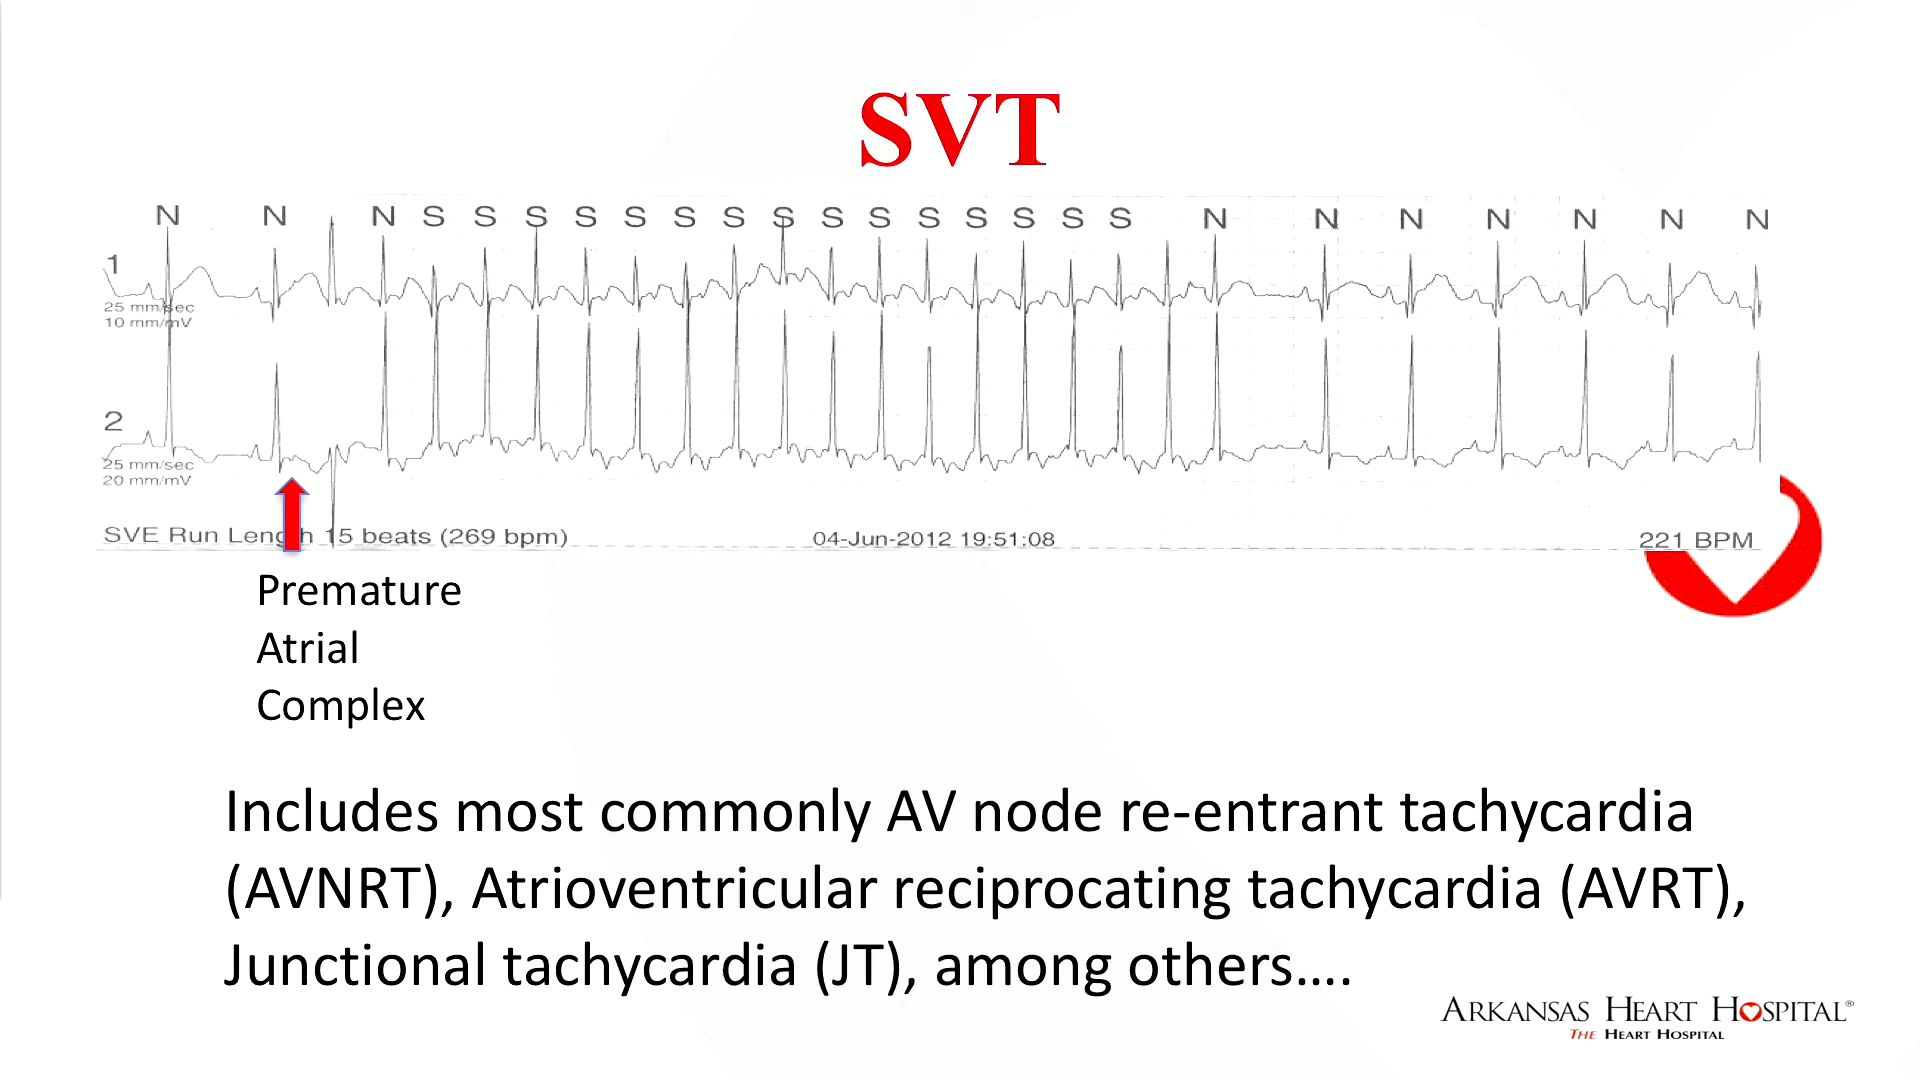 SVT
N N N S S S S S S S S S S S S S S S N N N N N N N
1
25 mm/sec
10 mm/mV
2
25 mm/sec
20 mm/mV
SVE Run Length 15 beats (269 bpm) 04-Jun-2012 19:51:08 221 BPM
Premature
Atrial
Complex
Includes most commonly AV node re-entrant tachycardia
(AVNRT), Atrioventricular reciprocating tachycardia (AVRT),
Junctional tachycardia (JT), among others....
ARKANSAS HEART HOSPITAL®
THE HEART HOSPITAL